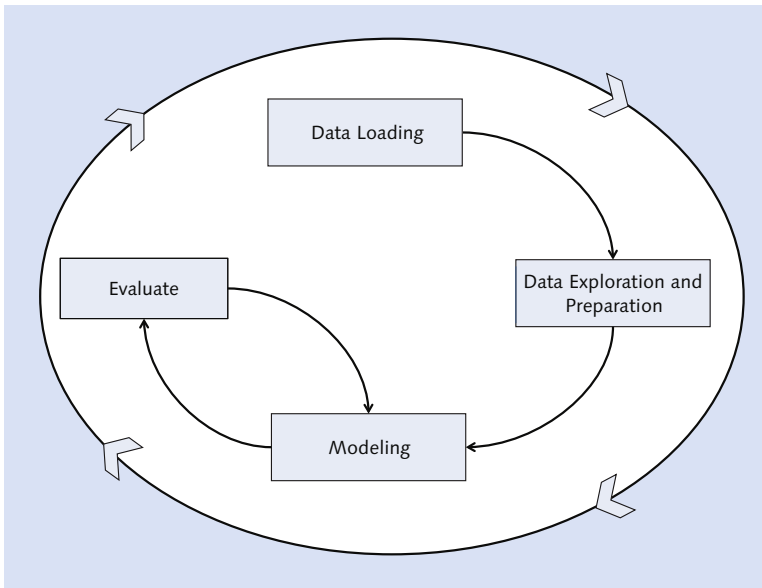 Data Loading
Data Exploration and
Preparation
Evaluate
Modeling